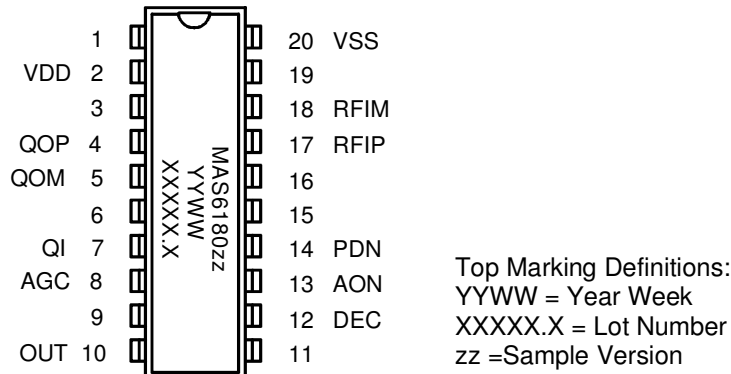 1
VDD 2
3
QOP 4
QOM 5
6
QI 7
AGC 8
9
OUT 10
MAS6180zz
YYWW
XXXXX.X
20 VSS
19
18 RFIM
17 RFIP
16
15
14 PDN
13 AON
12 DEC
11
Top Marking Definitions:
YYWW = Year Week
XXXXX.X = Lot Number
zz =Sample Version